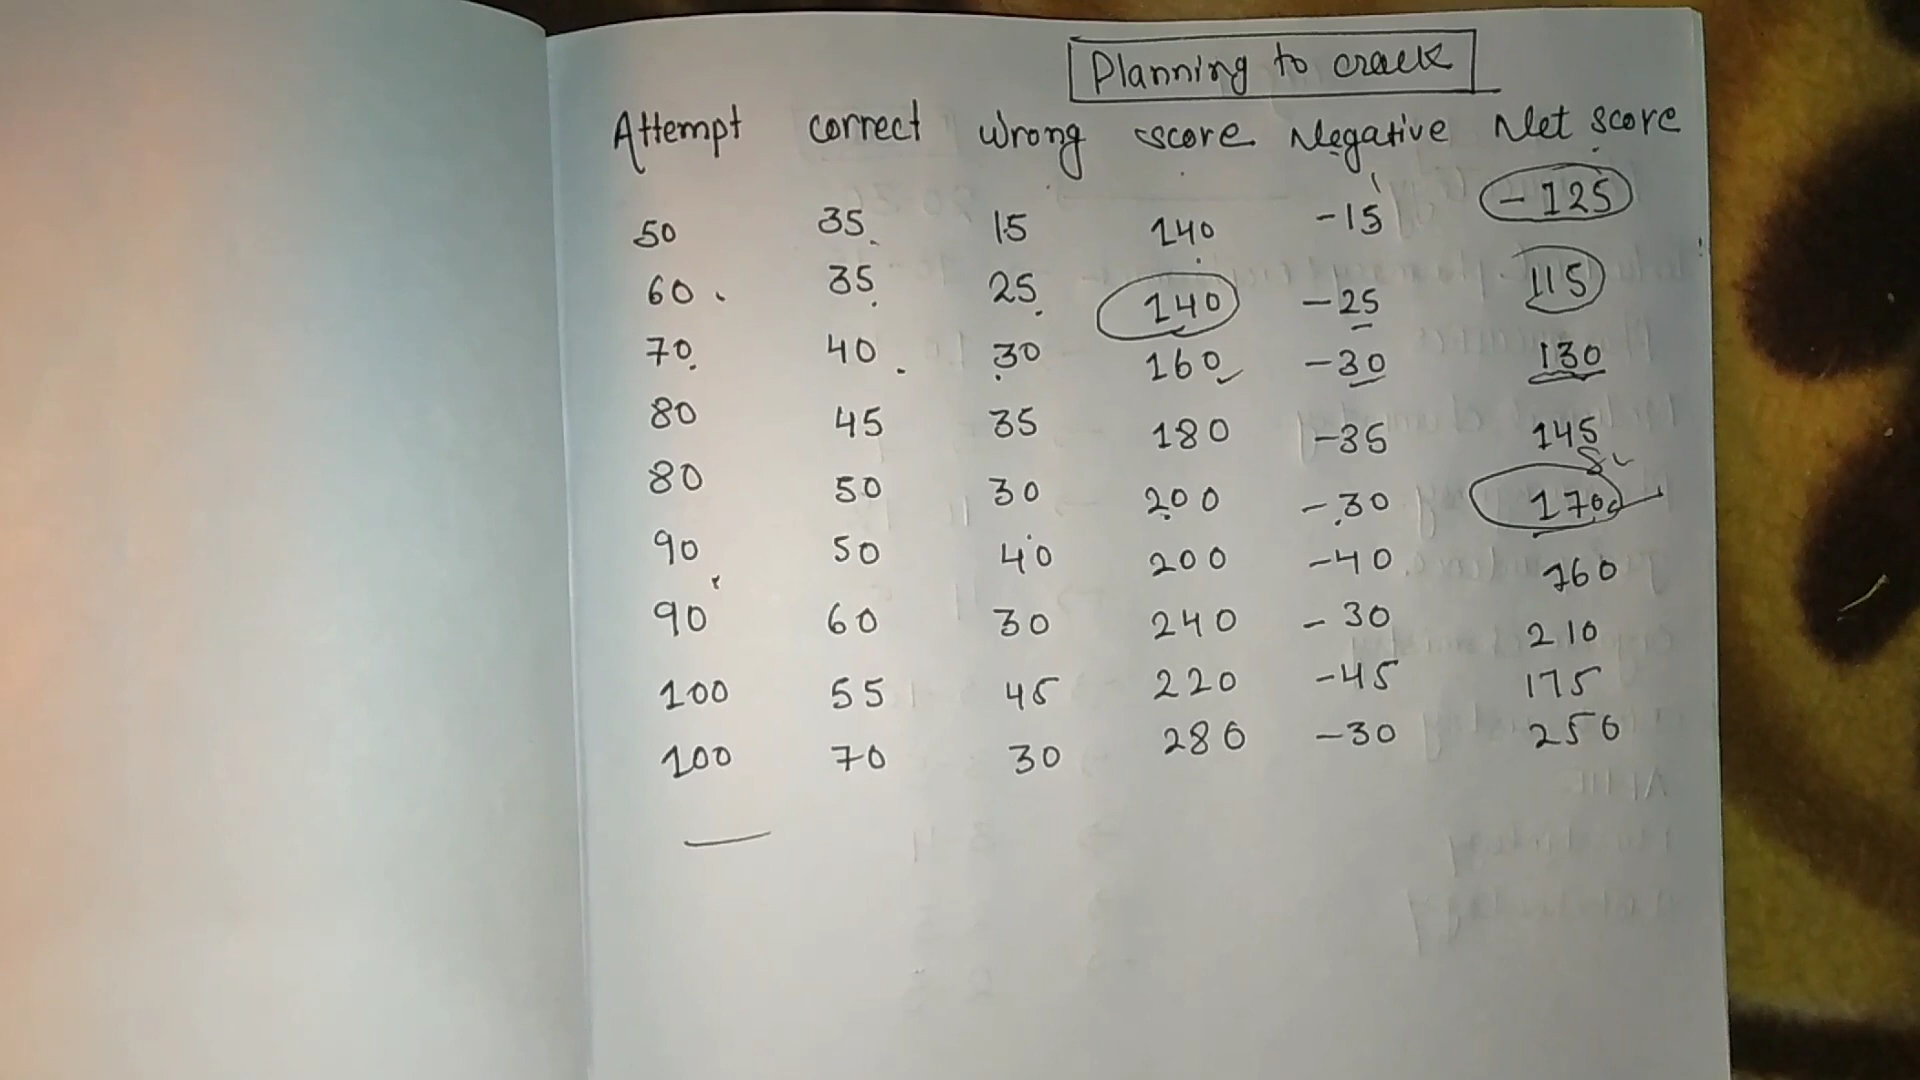 Planning to crack
Attempt correct wrong score Negative Net score
50 35 15 140 -15 - 125
60 35 25 140 -25 115
70 40 30 160 -30 130
80 45 35 180 -35 145
80 50 30 200 -30 170
90 50 40 200 -40 160
90 60 30 240 -30 210
100 55 45 220 -45 175
100 70 30 280 -30 250